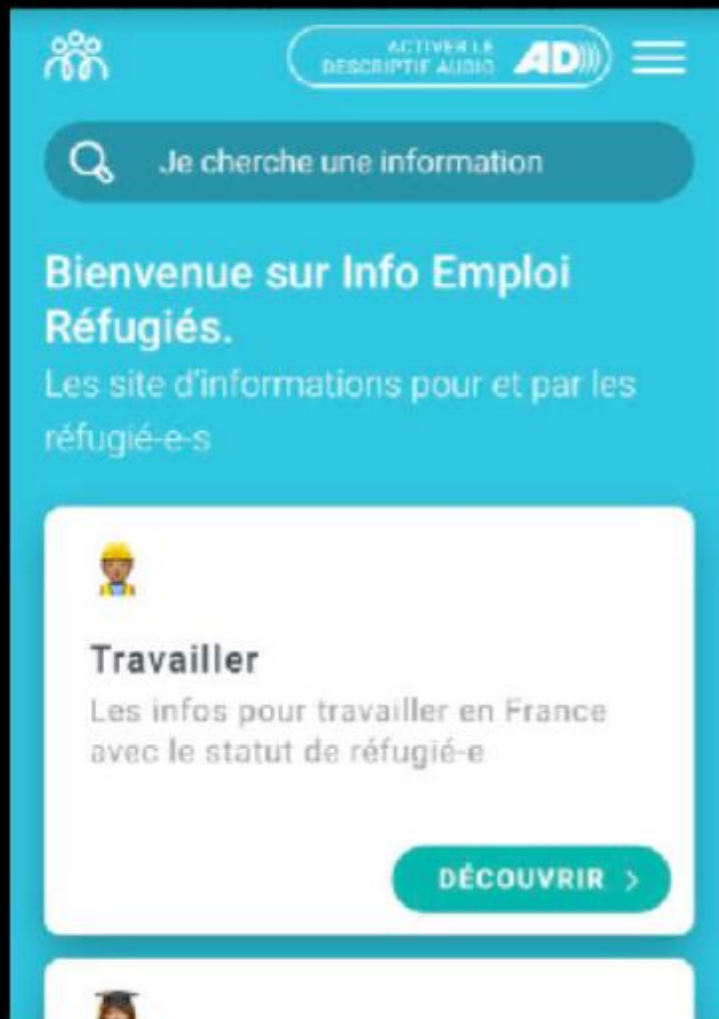 ACTIVER LE
DESCRIPTIF AUDIO
AD
Je cherche une information
Bienvenue sur Info Emploi
Réfugiés.
Les site d'informations pour et par les
réfugié-e-s
Travailler
Les infos pour travailler en France
avec le statut de réfugié-e
DÉCOUVRIR >